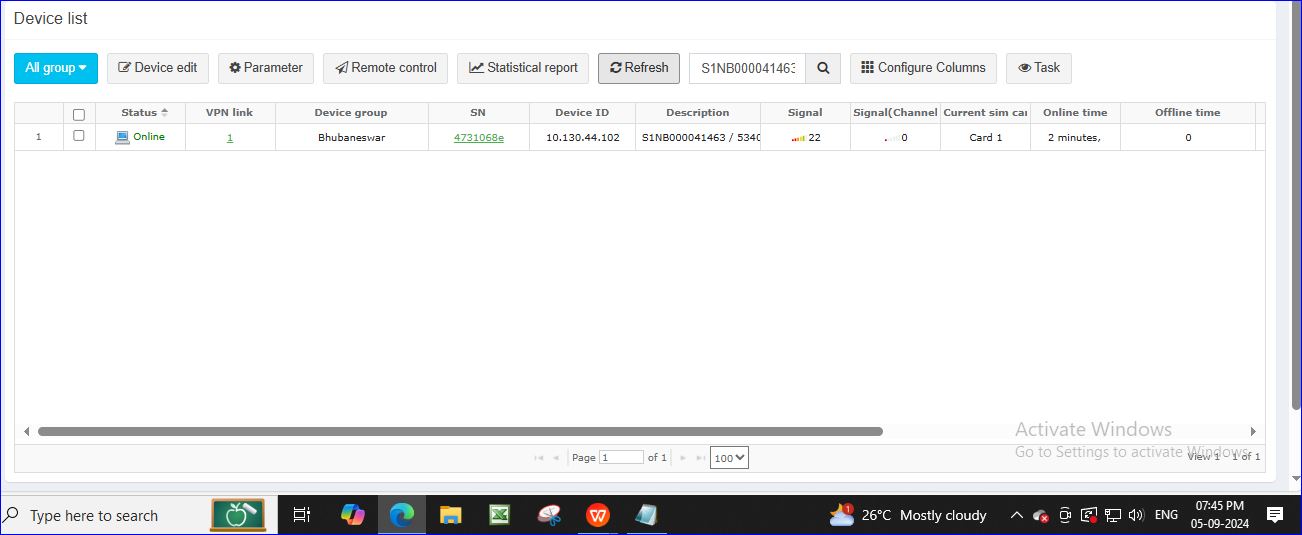 Device list
All group Device edit Parameter Remote control Statistical report Refresh S1NB000041463 Configure Columns Task
Status VPN link Device group SN Device ID Description Signal Signal(Channel Current sim car Online time Offline time
1 Online 1 Bhubaneswar 4731068e 10.130.44.102 S1NB000041463 / 5340 22 0 Card 1 2 minutes, 0
Activate Windows
Go to Settings to activate Windows.
Page 1 of 1 100 View 1 - 1 of 1
Type here to search 26°C Mostly cloudy ENG 07:45 PM
05-09-2024
1